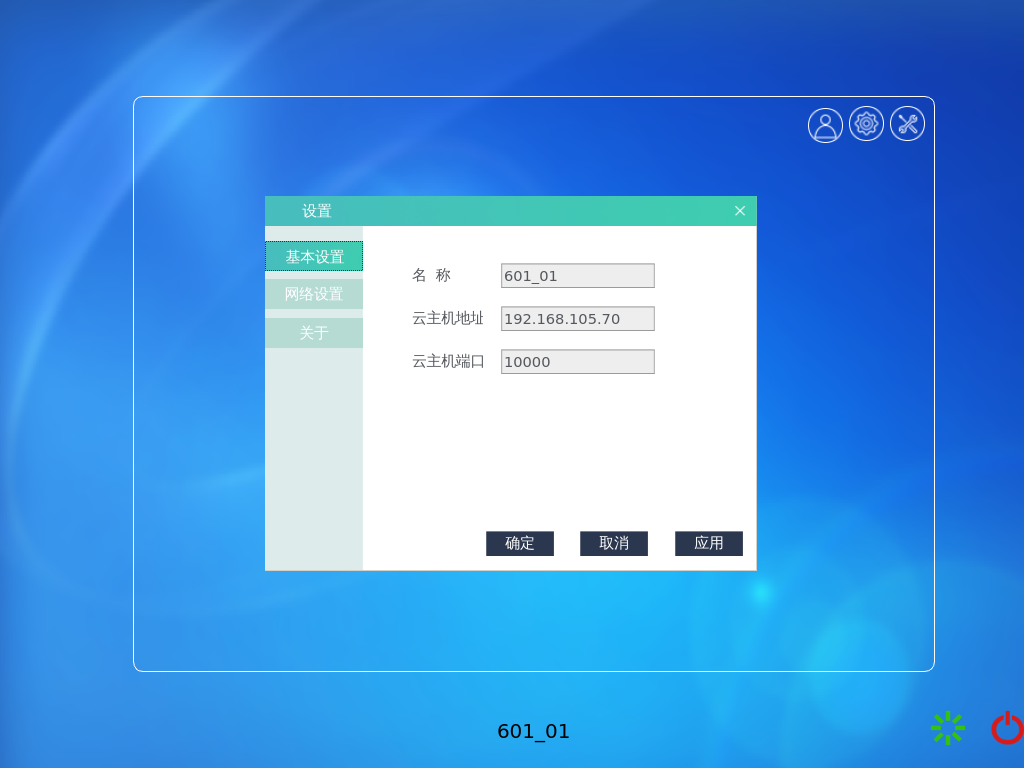 设置
基本设置
网络设置
关于
名 称 601_01
云主机地址 192.168.105.70
云主机端口 10000
确定 取消 应用
601_01